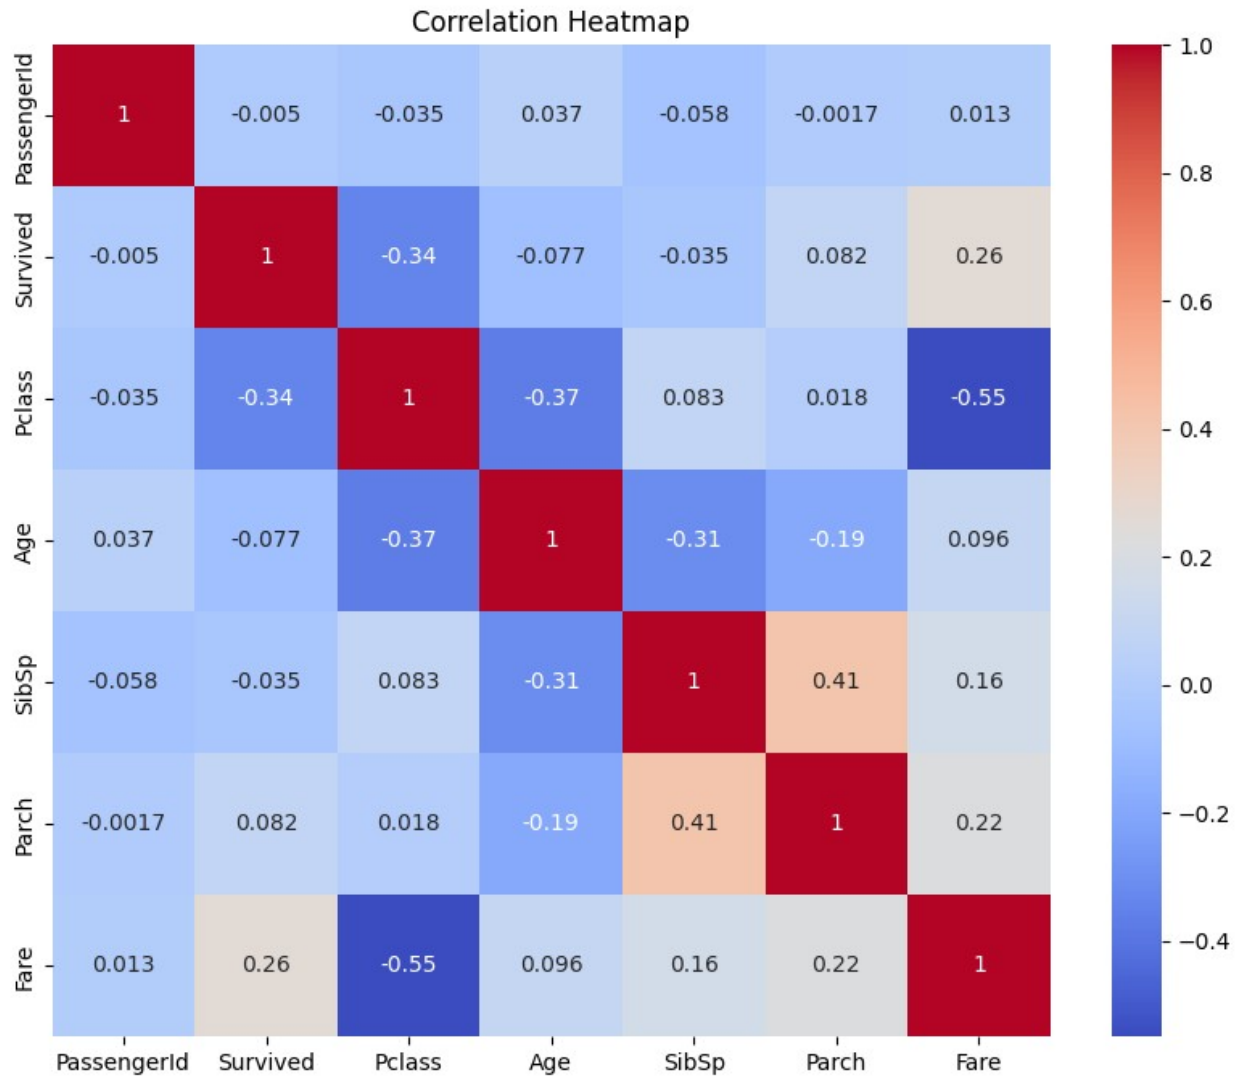 Correlation Heatmap
PassengerId 1 -0.005 -0.035 0.037 -0.058 -0.0017 0.013
Survived -0.005 1 -0.34 -0.077 -0.035 0.082 0.26
Pclass -0.035 -0.34 1 -0.37 0.083 0.018 -0.55
Age 0.037 -0.077 -0.37 1 -0.31 -0.19 0.096
SibSp -0.058 -0.035 0.083 -0.31 1 0.41 0.16
Parch -0.0017 0.082 0.018 -0.19 0.41 1 0.22
Fare 0.013 0.26 -0.55 0.096 0.16 0.22 1
PassengerId Survived Pclass Age SibSp Parch Fare
1.0
0.8
0.6
0.4
0.2
0.0
−0.2
−0.4